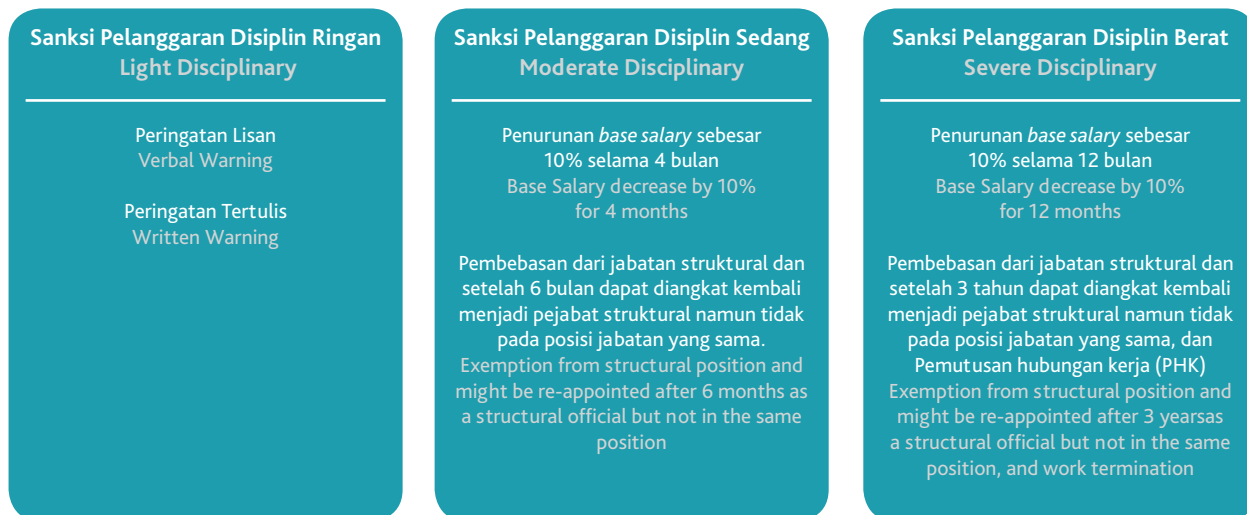 Sanksi Pelanggaran Disiplin Ringan
Light Disciplinary
Peringatan Lisan
Verbal Warning
Peringatan Tertulis
Written Warning
Sanksi Pelanggaran Disiplin Sedang
Moderate Disciplinary
Penurunan base salary sebesar
10% selama 4 bulan
Base Salary decrease by 10%
for 4 months
Pembebasan dari jabatan struktural dan
setelah 6 bulan dapat diangkat kembali
menjadi pejabat struktural namun tidak
pada posisi jabatan yang sama.
Exemption from structural position and
might be re-appointed after 6 months as
a structural official but not in the same
position
Sanksi Pelanggaran Disiplin Berat
Severe Disciplinary
Penurunan base salary sebesar
10% selama 12 bulan
Base Salary decrease by 10%
for 12 months
Pembebasan dari jabatan struktural dan
setelah 3 tahun dapat diangkat kembali
menjadi pejabat struktural namun tidak
pada posisi jabatan yang sama, dan
Pemutusan hubungan kerja (PHK)
Exemption from structural position and
might be re-appointed after 3 yearsas
a structural official but not in the same
position, and work termination